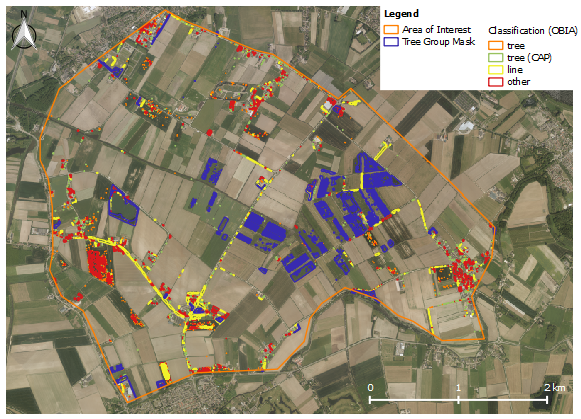 N
Legend
Area of Interest
Tree Group Mask
Classification (OBIA)
tree
tree (CAP)
line
other
0 1 2 km